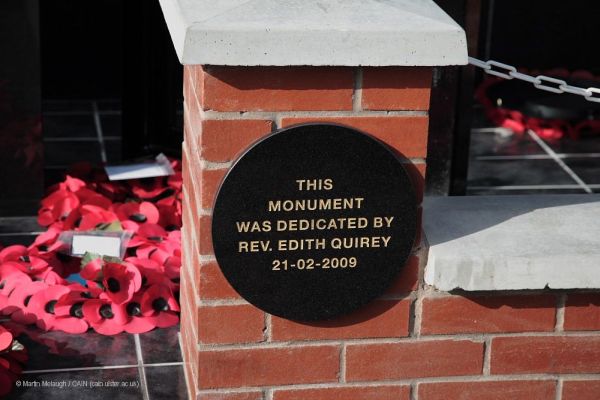 THIS
MONUMENT
WAS DEDICATED BY
REV. EDITH QUIREY
21-02-2009
© Martin Melaugh / CAIN (cain.ulster.ac.uk)